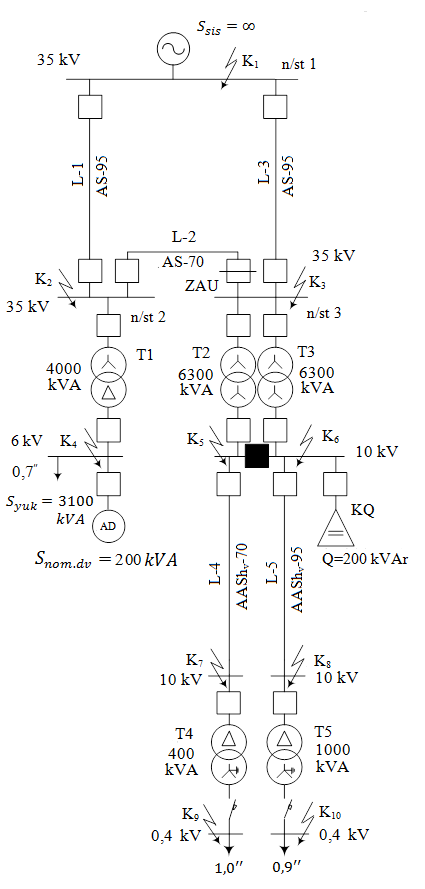 S_sis = ∞
35 kV
K1
n/st 1
L-1
AS-95
L-3
AS-95
L-2
AS-70
ZAU
35 kV
K2
K3
35 kV
n/st 2
n/st 3
T1
4000
kVA
T2
6300
kVA
T3
6300
kVA
6 kV
K4
K5
K6
10 kV
0,7″
S_yuk = 3100
kVA
AD
S_nom.dv = 200 kVA
KQ
Q=200 kVAr
L-4
AAShv-70
L-5
AAShv-95
K7
10 kV
K8
10 kV
T4
400
kVA
T5
1000
kVA
K9
0,4 kV
K10
0,4 kV
1,0″
0,9″